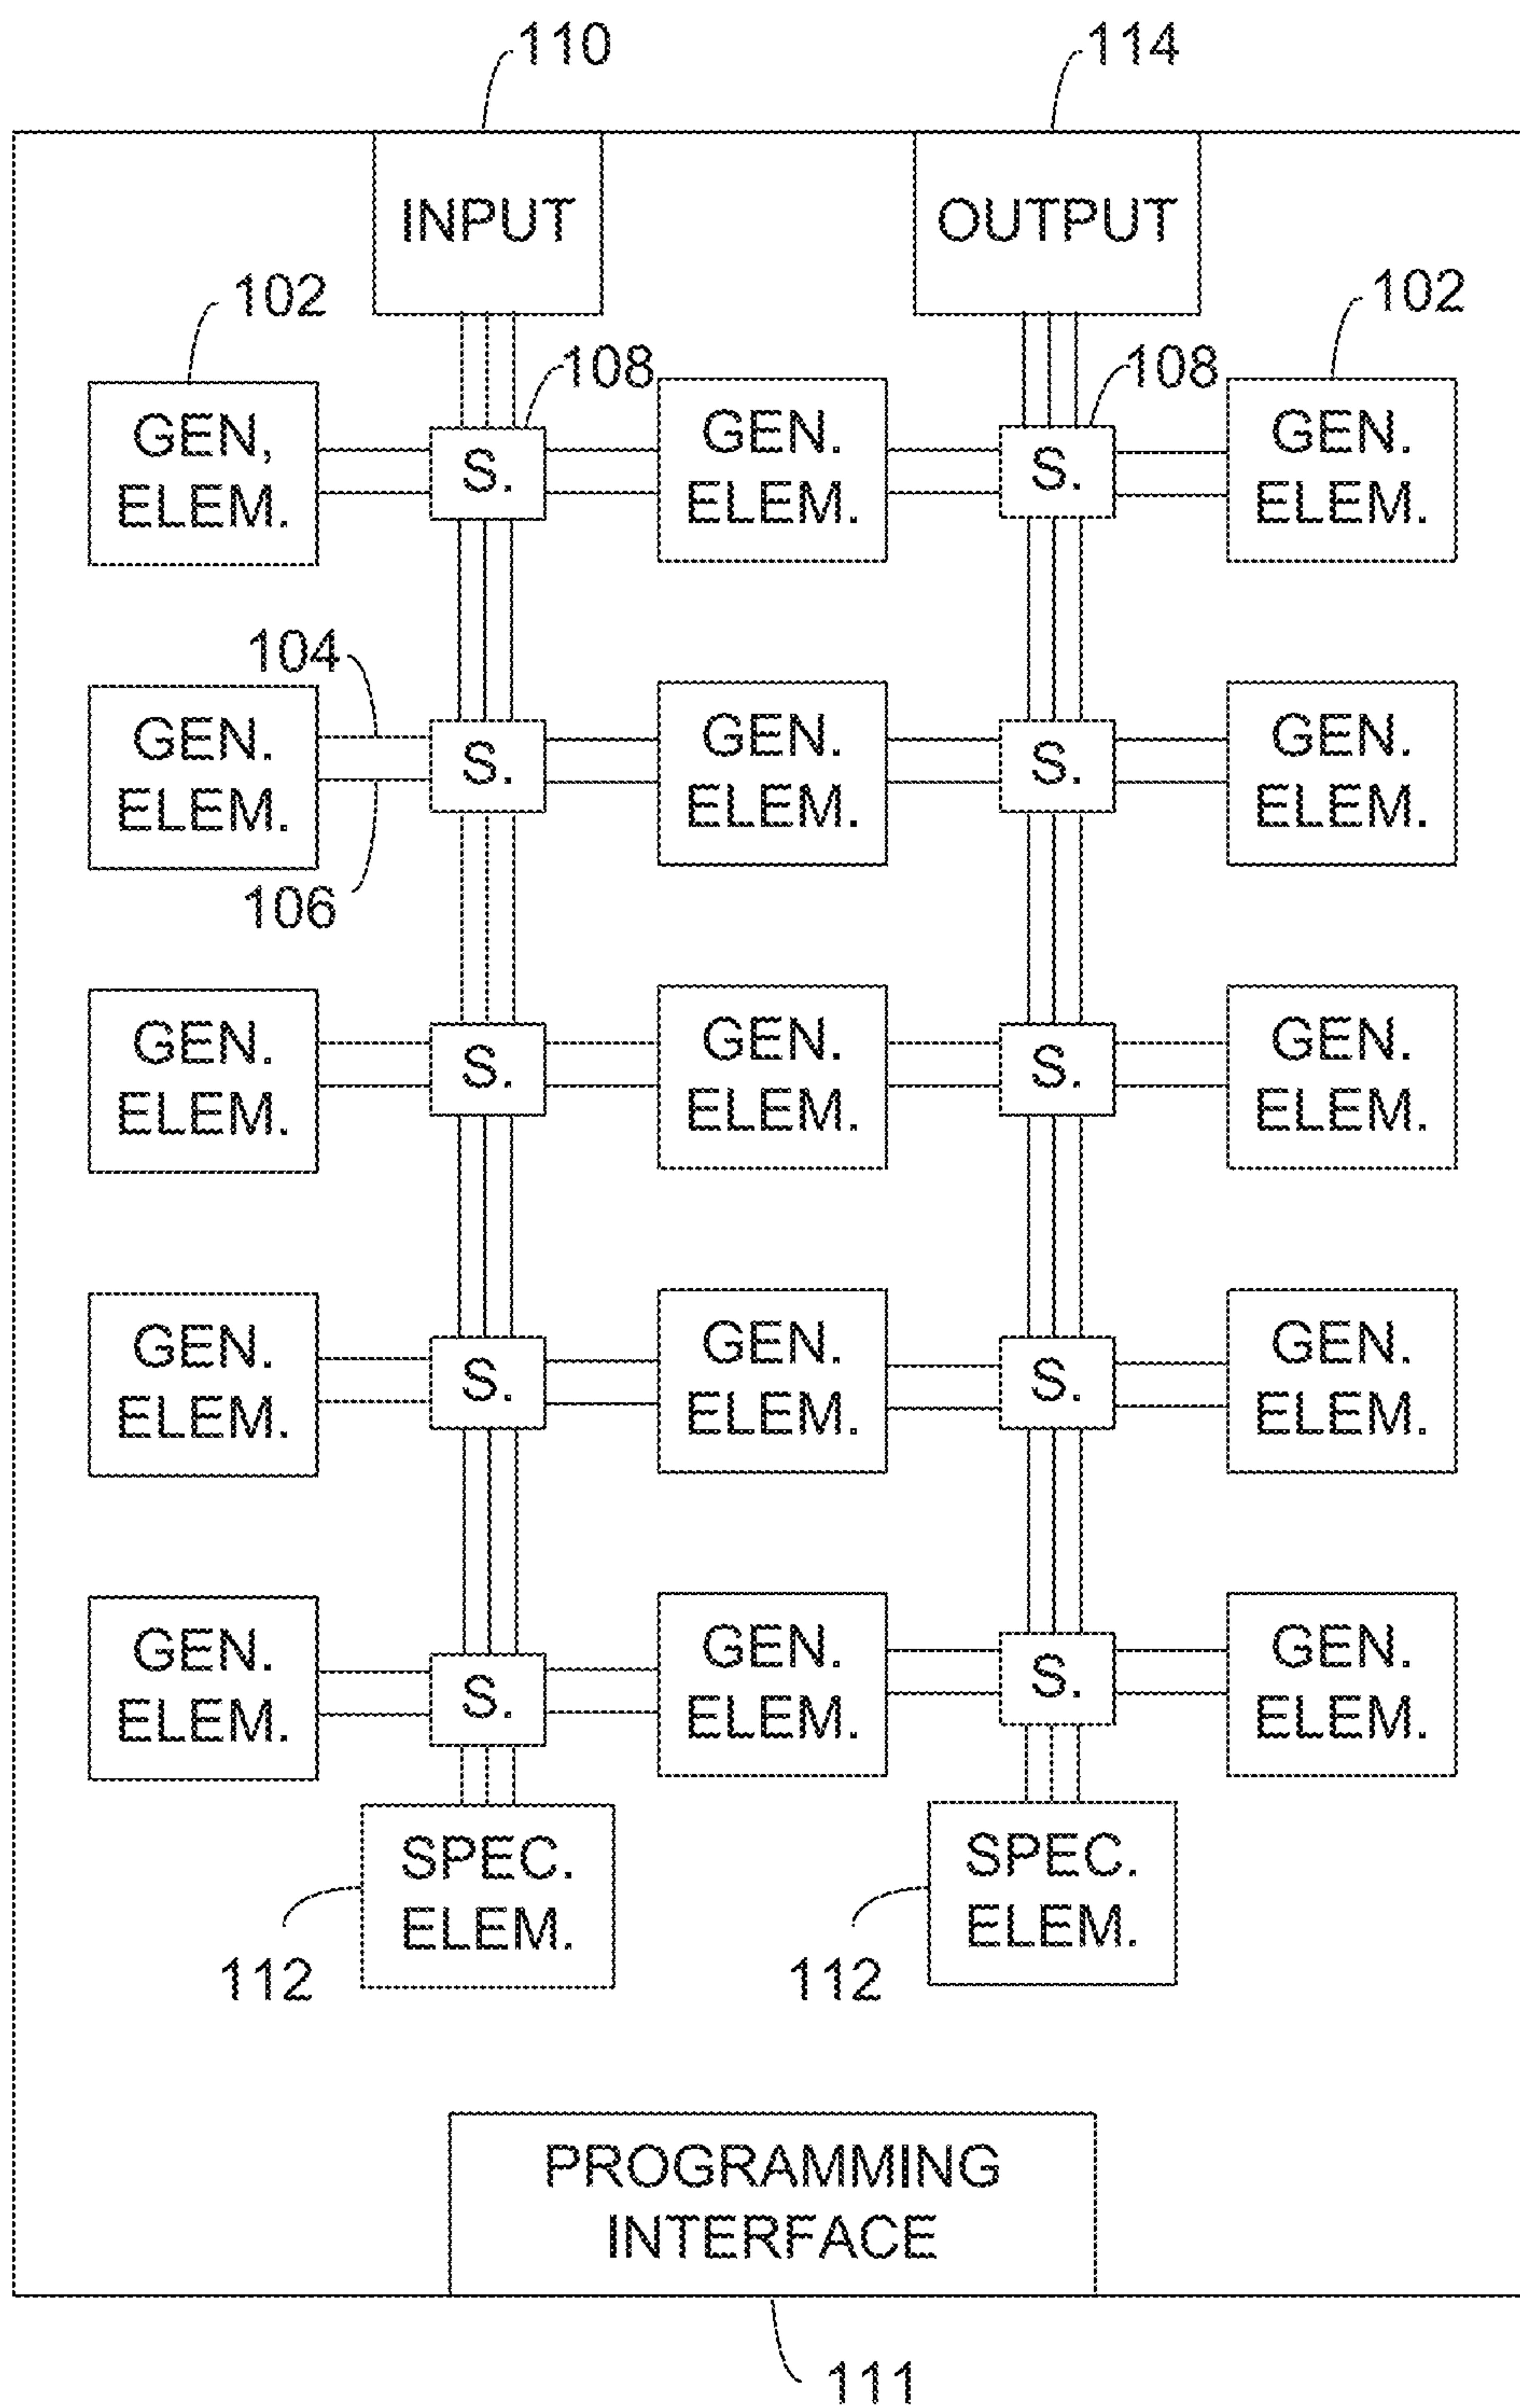 110
114
INPUT
OUTPUT
102
102
108
108
GEN,
ELEM.
S.
GEN.
ELEM.
S.
GEN.
ELEM.
104
GEN.
ELEM.
S.
GEN.
ELEM.
S.
GEN.
ELEM.
106
GEN.
ELEM.
S.
GEN.
ELEM.
S.
GEN.
ELEM.
GEN.
ELEM.
S.
GEN.
ELEM.
S.
GEN.
ELEM.
GEN.
ELEM.
S.
GEN.
ELEM.
S.
GEN.
ELEM.
SPEC.
ELEM.
SPEC.
ELEM.
112
112
PROGRAMMING
INTERFACE
111